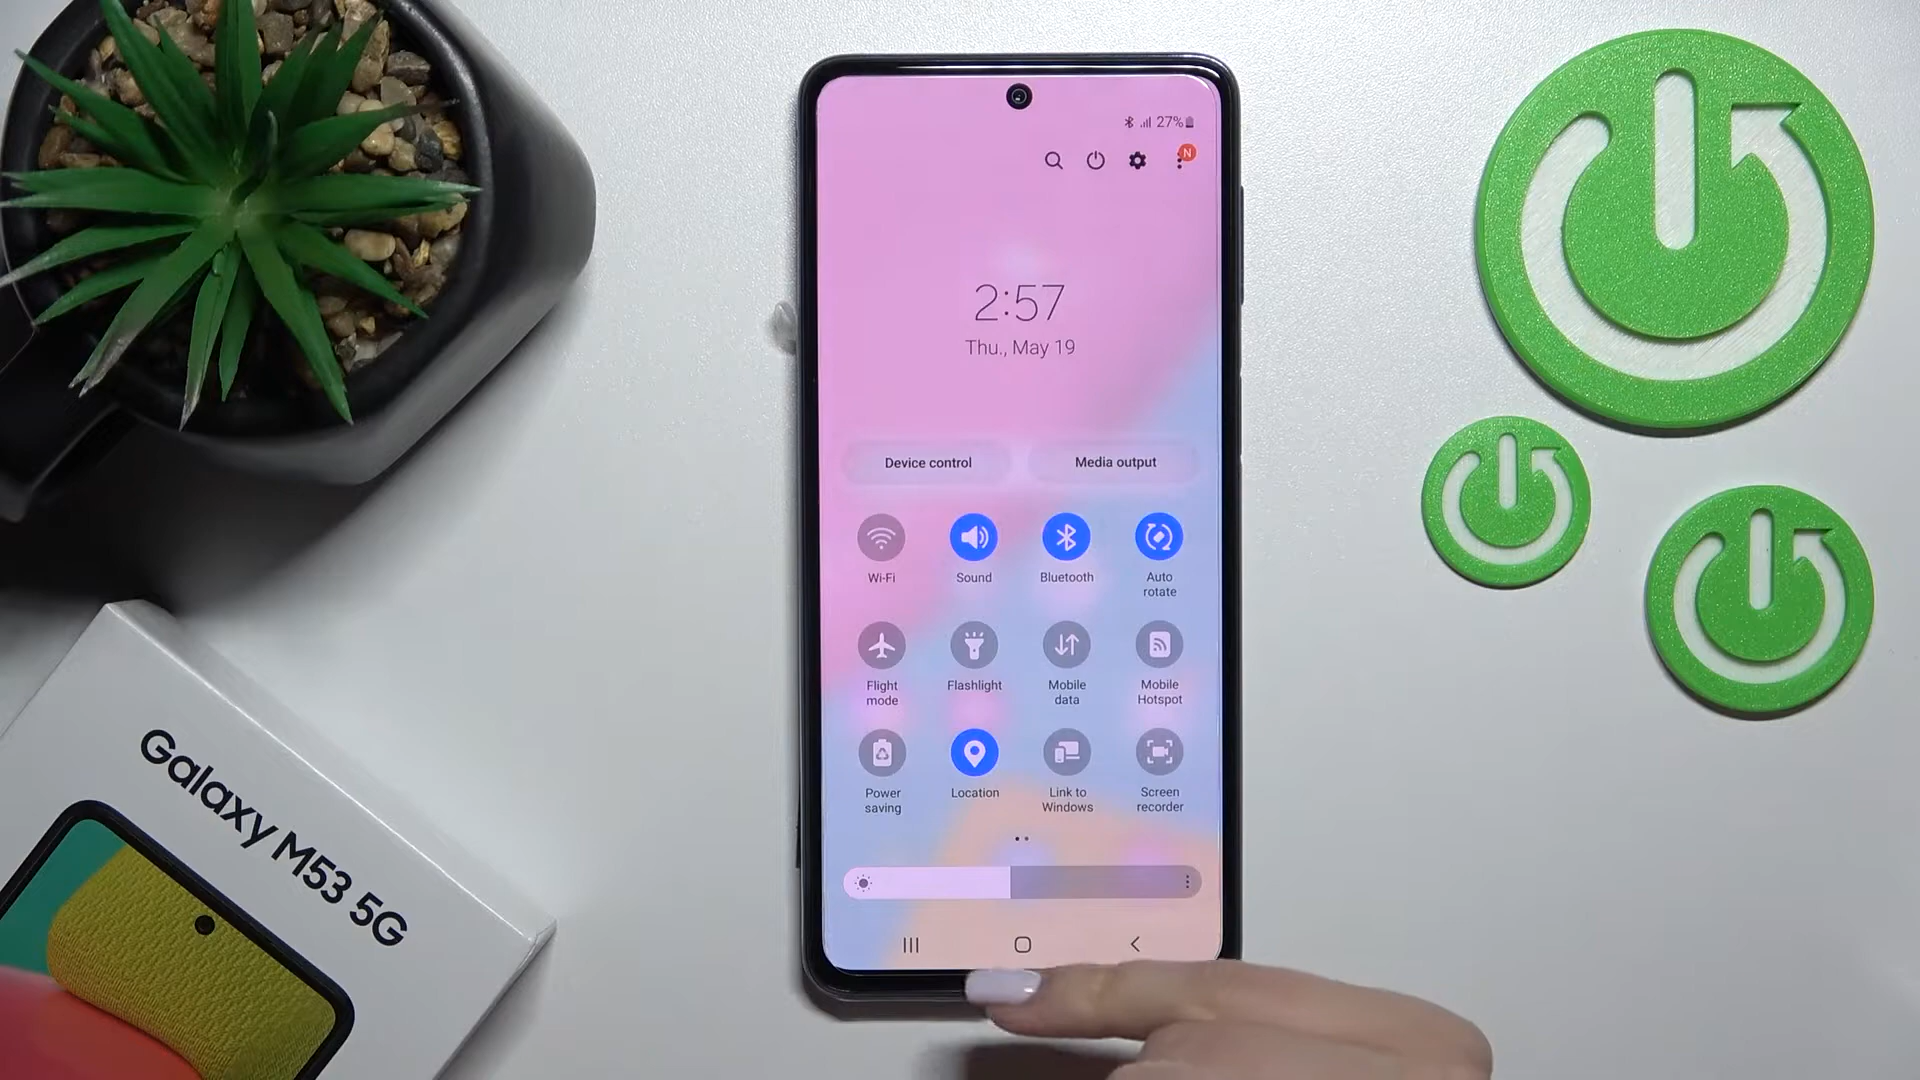 27%
N
2:57
Thu., May 19
Device control
Media output
Wi-Fi
Sound
Bluetooth
Auto
rotate
Flight
mode
Flashlight
Mobile
data
Mobile
Hotspot
Power
saving
Location
Link to
Windows
Screen
recorder
Galaxy M53 5G